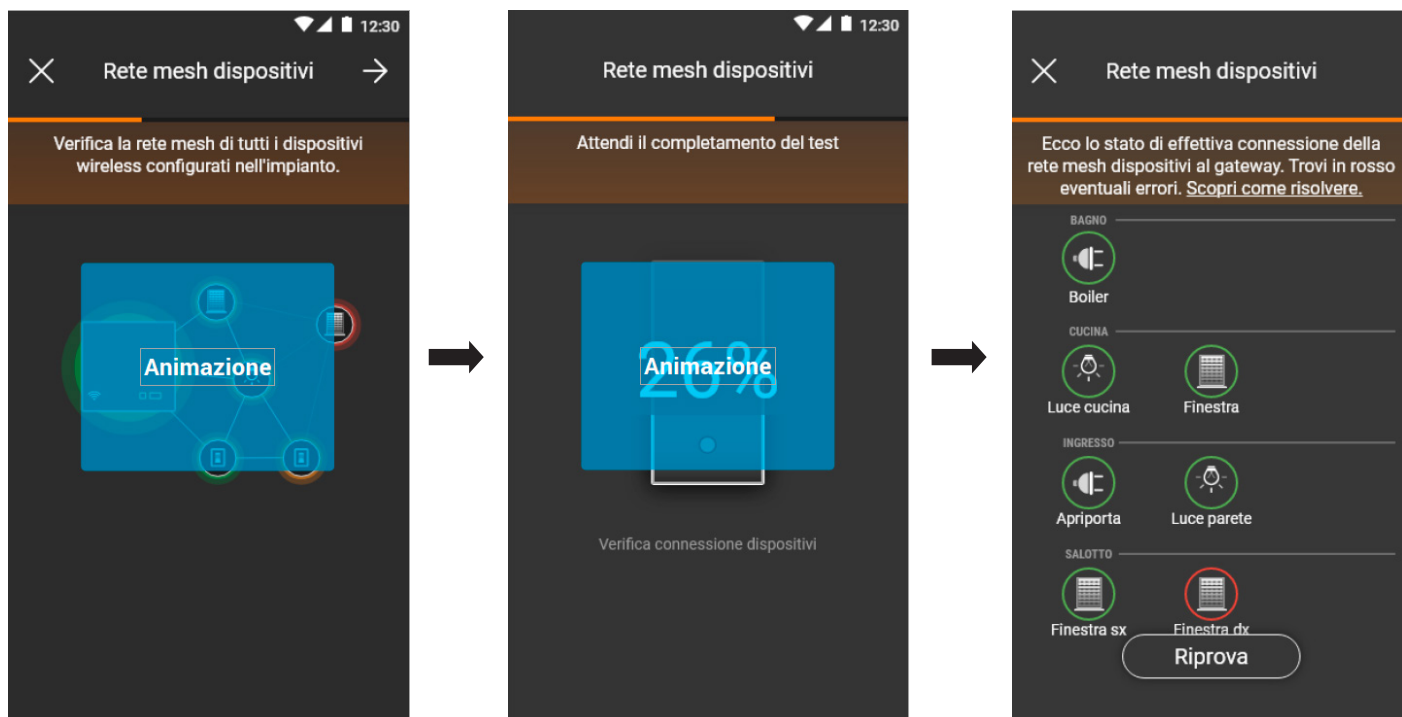 12:30
Rete mesh dispositivi
Verifica la rete mesh di tutti i dispositivi
wireless configurati nell'impianto.
Animazione
12:30
Rete mesh dispositivi
Attendi il completamento del test
26%
Animazione
Verifica connessione dispositivi
Rete mesh dispositivi
Ecco lo stato di effettiva connessione della
rete mesh dispositivi al gateway. Trovi in rosso
eventuali errori. Scopri come risolvere.
BAGNO
Boiler
CUCINA
Luce cucina Finestra
INGRESSO
Apriporta Luce parete
SALOTTO
Finestra sx Finestra dx
Riprova